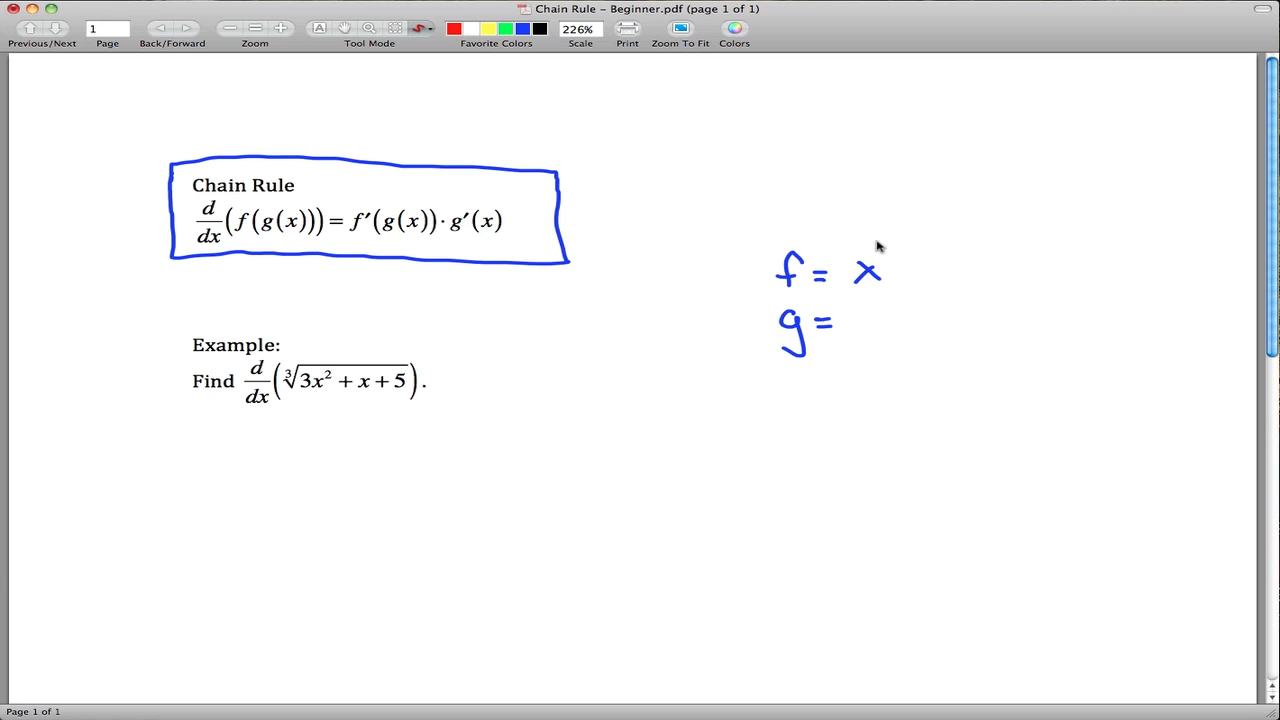 Chain Rule – Beginner.pdf (page 1 of 1)
1 A 226%
Previous/Next Page Back/Forward Zoom Tool Mode Favorite Colors Scale Print Zoom To Fit Colors
Chain Rule
d/dx (f(g(x))) = f′(g(x)) · g′(x)
f = x
g =
Example:
Find d/dx (∛(3x² + x + 5)).
Page 1 of 1